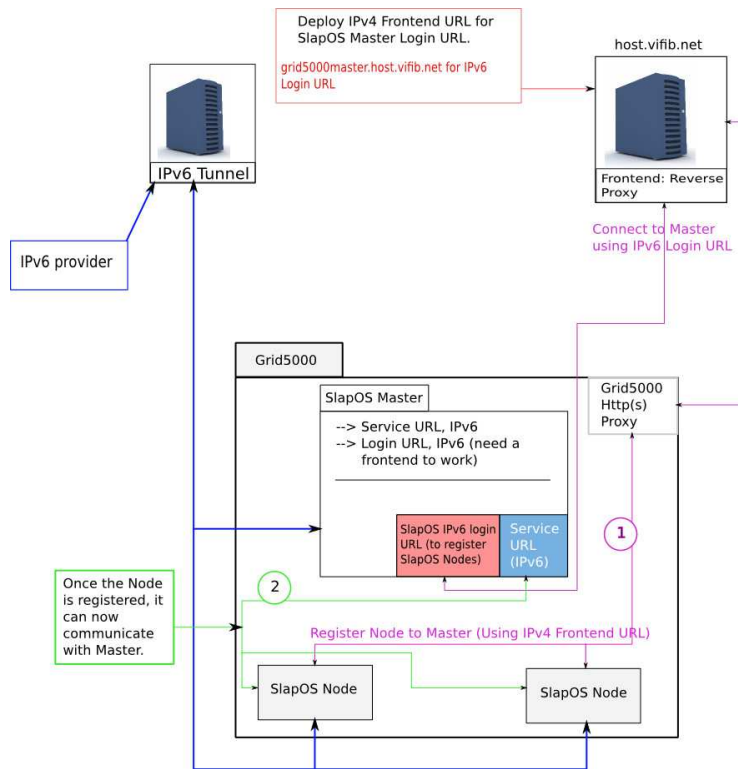 Deploy IPv4 Frontend URL for
SlapOS Master Login URL.
grid5000master.host.vifib.net for IPv6
Login URL
host.vifib.net
IPv6 Tunnel
Frontend: Reverse
Proxy
Connect to Master
using IPv6 Login URL
IPv6 provider
Grid5000
Grid5000
Http(s)
Proxy
SlapOS Master
--> Service URL, IPv6
--> Login URL, IPv6 (need a
frontend to work)
SlapOS IPv6 login
URL (to register
SlapOS Nodes)
Service
URL
(IPv6)
1
2
Once the Node
is registered, it
can now
communicate
with Master.
Register Node to Master (Using IPv4 Frontend URL)
SlapOS Node
SlapOS Node